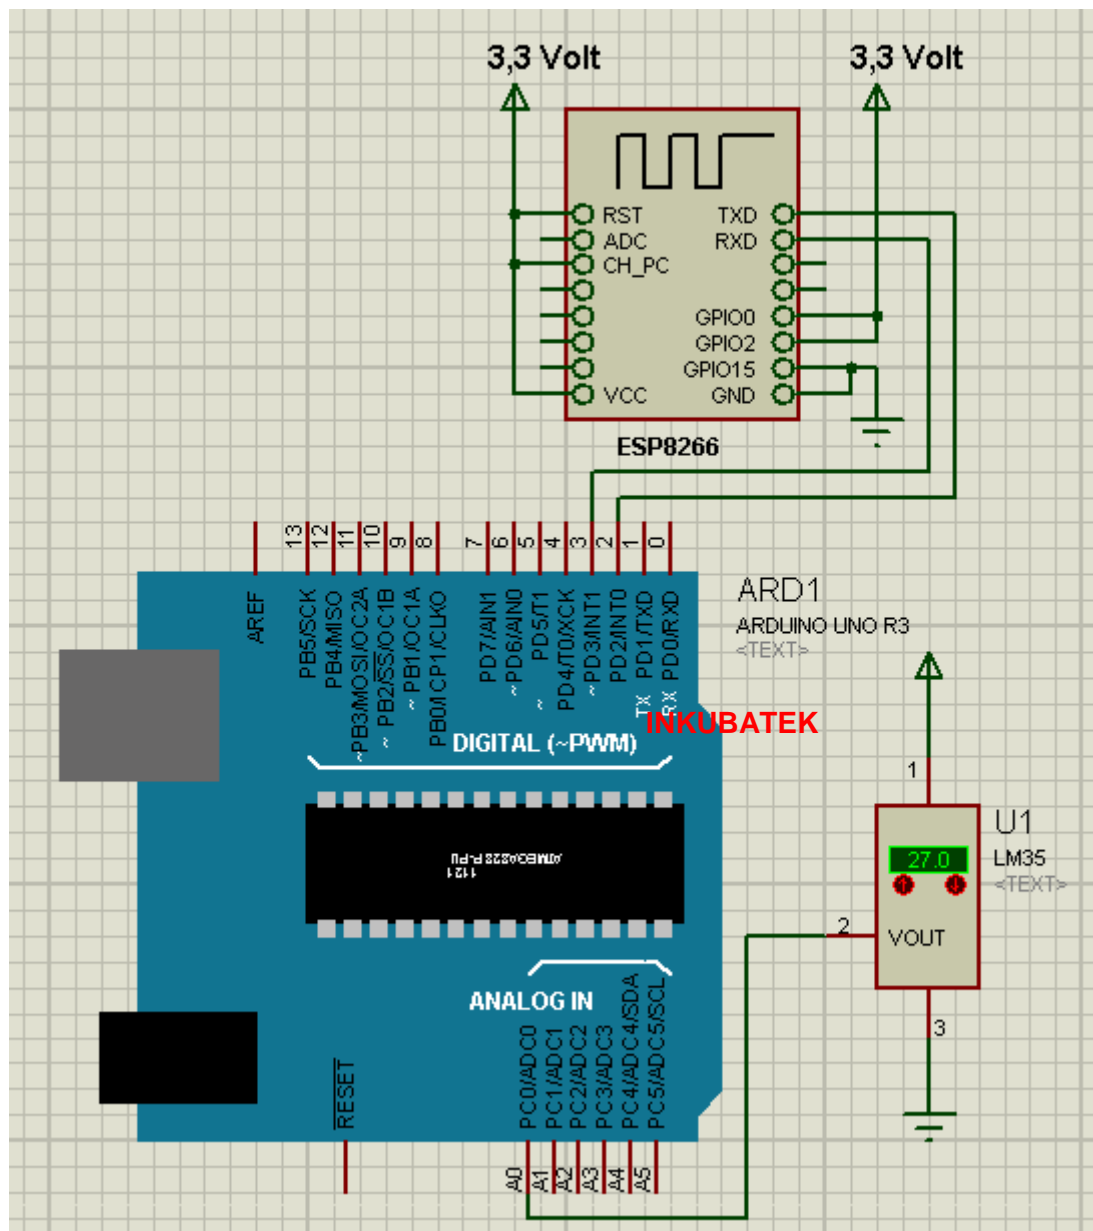 3,3 Volt
3,3 Volt
RST
ADC
CH_PC
VCC
TXD
RXD
GPIO0
GPIO2
GPIO15
GND
ESP8266
AREF
13
12
11
10
9
8
7
6
5
4
3
2
1
0
PB5/SCK
PB4/MISO
~PB3/MOSI/OC2A
~ PB2/SS/OC1B
~ PB1/OC1A
PB0/ICP1/CLKO
PD7/AIN1
~ PD6/AIN0
~ PD5/T1
PD4/T0/XCK
~ PD3/INT1
PD2/INT0
TX PD1/TXD
RX PD0/RXD
ARD1
ARDUINO UNO R3
<TEXT>
INKUBATEK
DIGITAL (~PWM)
ATMEGA328P-PU
1121
1
U1
LM35
<TEXT>
27.0
2
VOUT
3
ANALOG IN
RESET
PC0/ADC0
PC1/ADC1
PC2/ADC2
PC3/ADC3
PC4/ADC4/SDA
PC5/ADC5/SCL
A0
A1
A2
A3
A4
A5